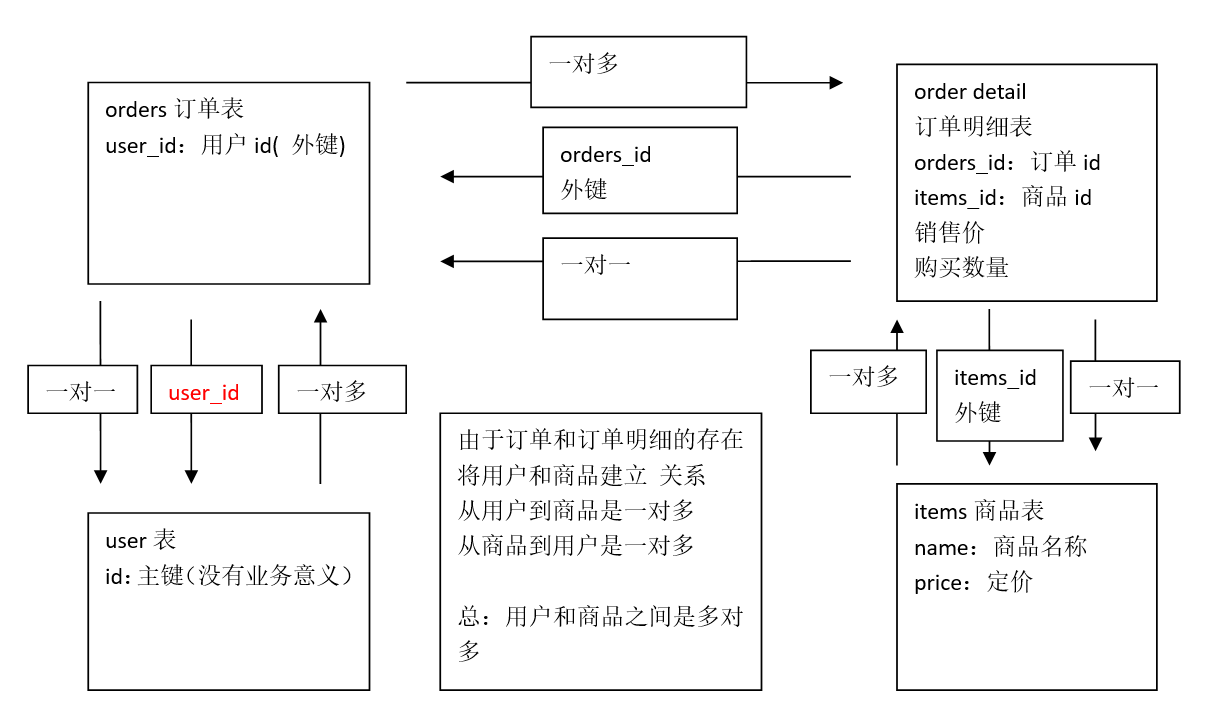 一对多
orders 订单表
user_id：用户 id( 外键)
order detail
订单明细表
orders_id：订单 id
items_id：商品 id
销售价
购买数量
orders_id
外键
一对一
一对一
user_id
一对多
一对多
items_id
外键
一对一
由于订单和订单明细的存在
将用户和商品建立 关系
从用户到商品是一对多
从商品到用户是一对多
总：用户和商品之间是多对
多
user 表
id：主键（没有业务意义）
items 商品表
name：商品名称
price：定价